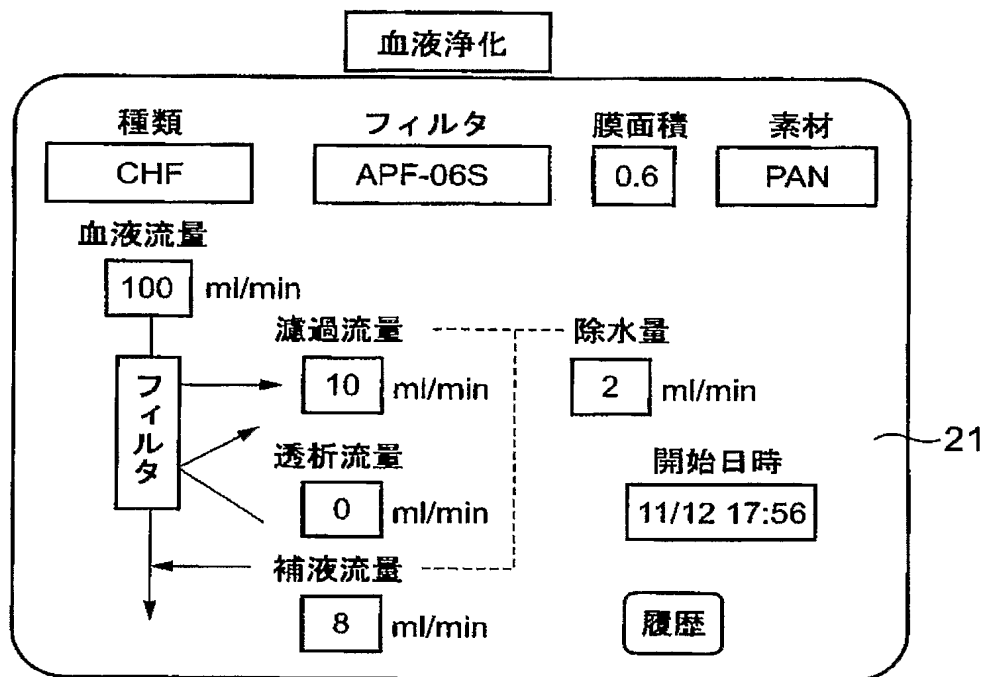 血液浄化
種類 フィルタ 膜面積 素材
CHF APF-06S 0.6 PAN
血液流量
100 ml/min
濾過流量 除水量
フィルタ
10 ml/min 2 ml/min
21
透析流量 開始日時
0 ml/min 11/12 17:56
補液流量
8 ml/min 履歴